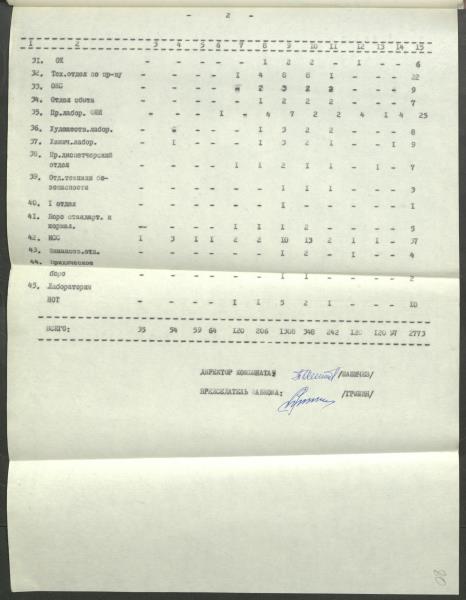 - 2 -
1 2 3 4 5 6 7 8 9 10 11 12 13 14 15
31. ОК - - - - - 1 2 2 - 1 - - 6
32. Тех.отдел по пр-ву - - - - 1 4 8 8 1 - - - 22
33. ОКС - - - - 2 3 2 2 - - - 9
34. Отдел сбыта - - - - - 1 2 2 2 - - - 7
35. Пр.лабор. - - - 1 - 4 7 2 2 4 1 4 25
36. Художеств.лабор. - - - - 1 3 2 2 - - - 8
37. Химич.лабор. - 1 - - - 1 3 2 1 - - 1 9
38. Пр.диспетчерский
отдел - - - - 1 1 2 1 1 - 1 - 7
39. Отд.техники бе-
зопасности - - - - - - 1 1 1 - - - 3
40. I отдел - - - - - - 1 - - - - - 1
41. Бюро стандарт. и
нормал. - - - - 1 1 1 2 - - - - 5
42. 1 3 1 1 2 2 10 13 2 1 1 - 37
43. Финансов.отд. - - - - - - 1 2 - 1 - - 4
44. Юридическое
бюро - - - - - - 1 1 - - - - 2
45. Лаборатория
НОТ - - - - 1 1 5 2 1 - - - 10
ВСЕГО: 35 54 59 64 120 206 1308 348 242 120 120 97 2773
ДИРЕКТОР КОМБИНАТА:
ПРЕДСЕДАТЕЛЬ ЗАВКОМА:
80